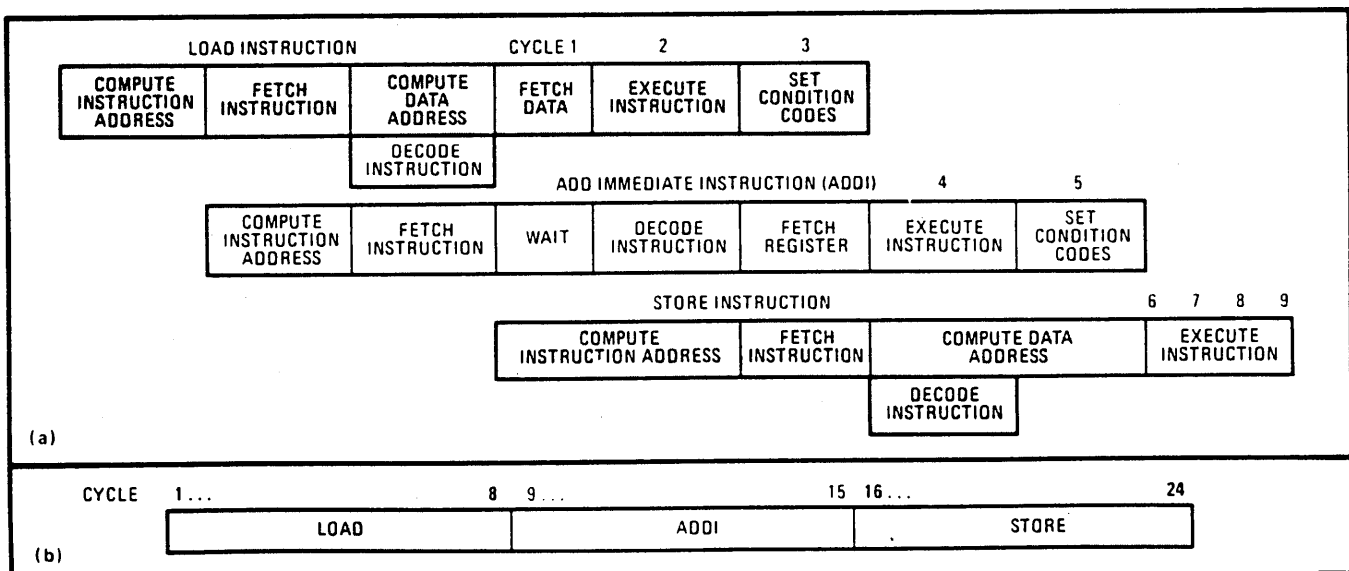 LOAD INSTRUCTION CYCLE 1 2 3
COMPUTE INSTRUCTION ADDRESS
FETCH INSTRUCTION
COMPUTE DATA ADDRESS
FETCH DATA
EXECUTE INSTRUCTION
SET CONDITION CODES
DECODE INSTRUCTION
ADD IMMEDIATE INSTRUCTION (ADDI) 4 5
COMPUTE INSTRUCTION ADDRESS
FETCH INSTRUCTION
WAIT
DECODE INSTRUCTION
FETCH REGISTER
EXECUTE INSTRUCTION
SET CONDITION CODES
STORE INSTRUCTION 6 7 8 9
COMPUTE INSTRUCTION ADDRESS
FETCH INSTRUCTION
COMPUTE DATA ADDRESS
EXECUTE INSTRUCTION
DECODE INSTRUCTION
(a)
CYCLE 1... 8 9... 15 16... 24
LOAD ADDI STORE
(b)